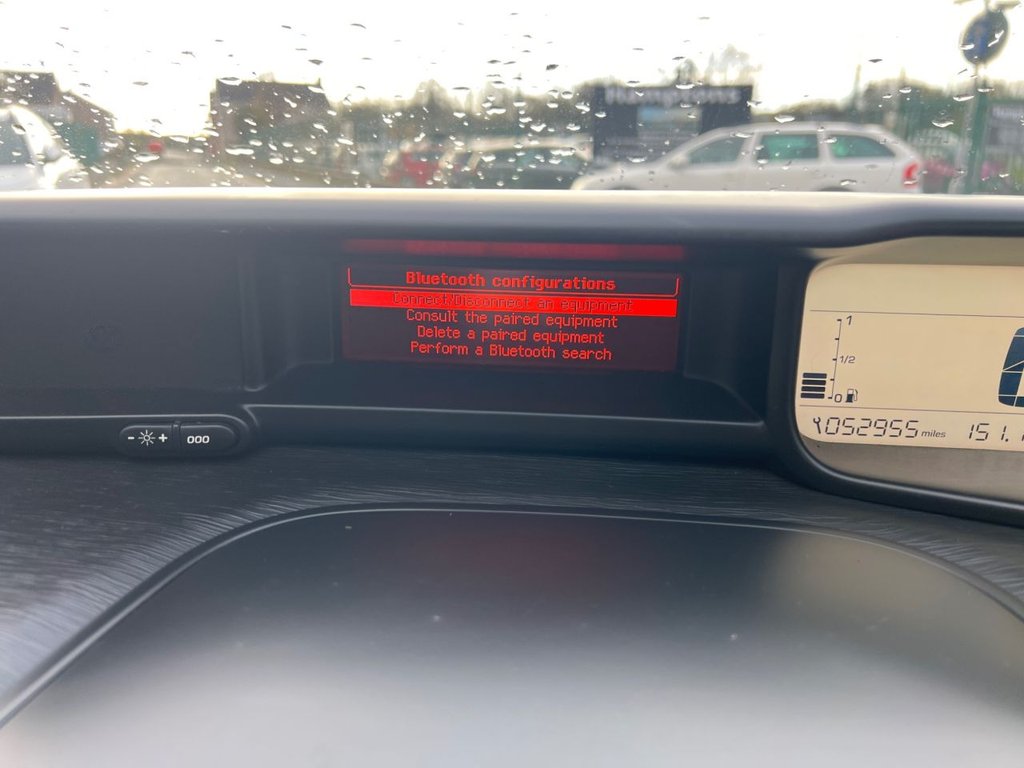 Bluetooth configurations
Connect/Disconnect an equipment
Consult the paired equipment
Delete a paired equipment
Perform a Bluetooth search
1
1/2
0
052955 miles
151.
- +
000